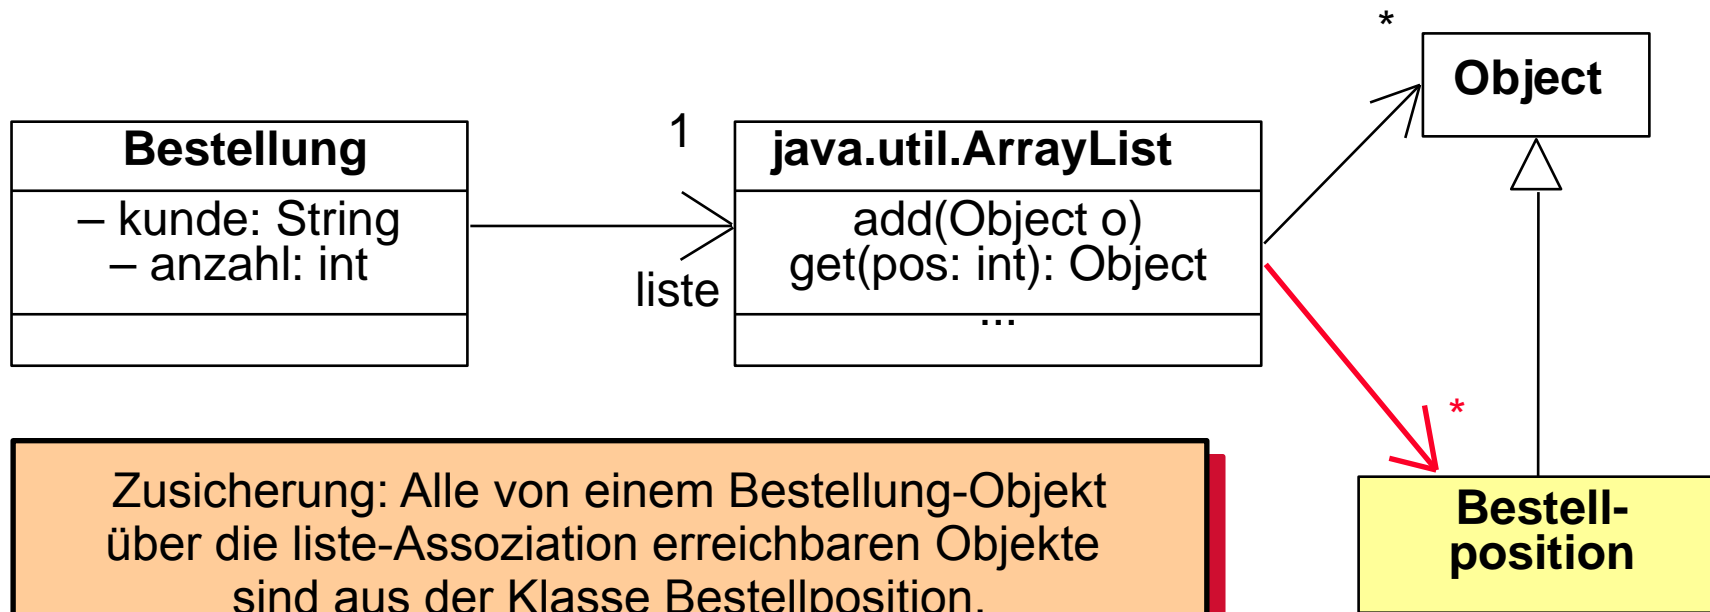 *
Object
Bestellung
1
java.util.ArrayList
– kunde: String
– anzahl: int
add(Object o)
get(pos: int): Object
...
liste
*
Zusicherung: Alle von einem Bestellung-Objekt
über die liste-Assoziation erreichbaren Objekte
sind aus der Klasse Bestellposition.
Bestell-
position